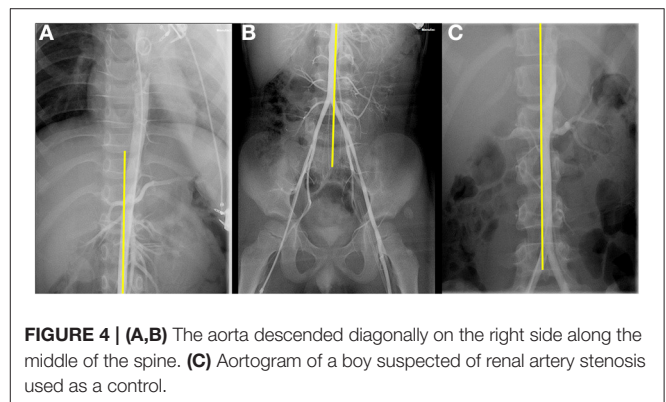 A
B
C
FIGURE 4 | (A,B) The aorta descended diagonally on the right side along the
middle of the spine. (C) Aortogram of a boy suspected of renal artery stenosis
used as a control.